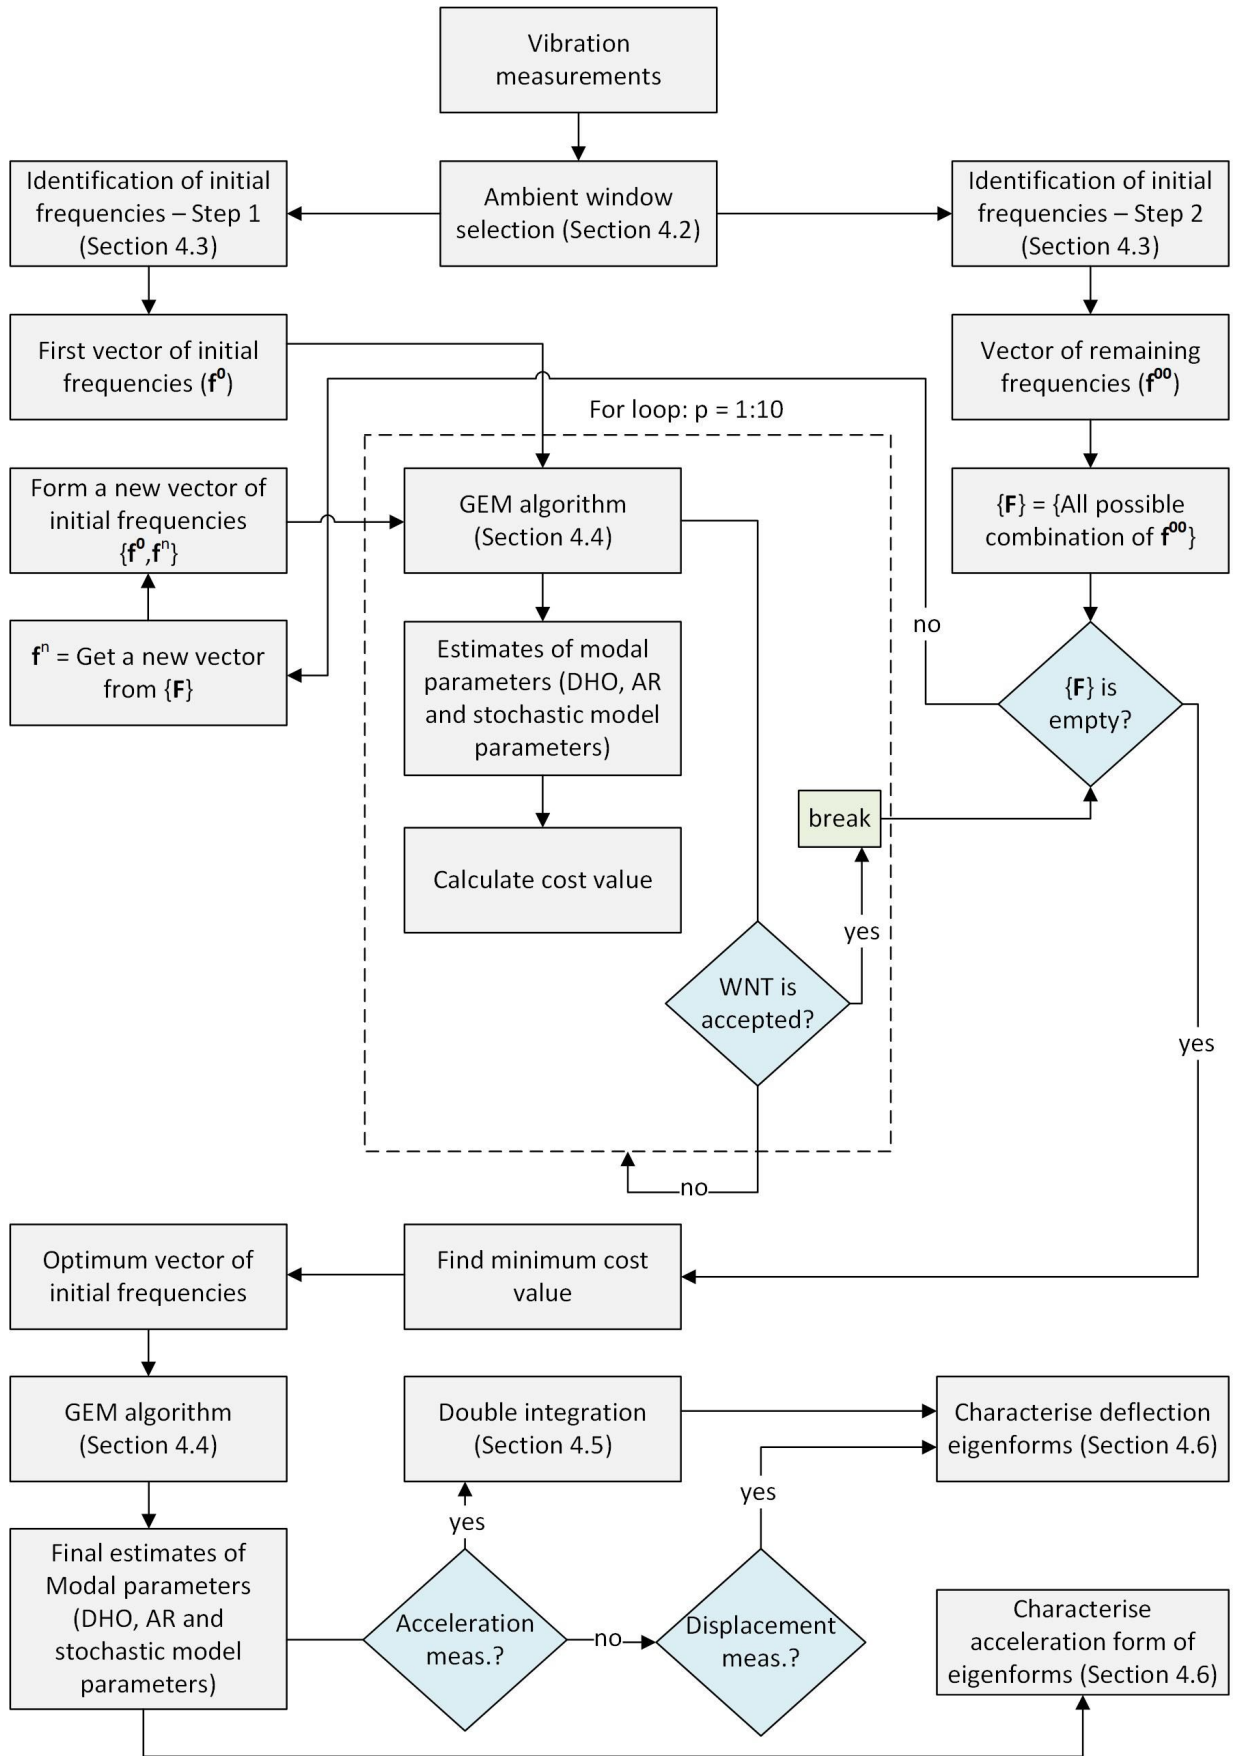 Vibration
measurements
Identification of initial
frequencies – Step 1
(Section 4.3)
Ambient window
selection (Section 4.2)
Identification of initial
frequencies – Step 2
(Section 4.3)
First vector of initial
frequencies (f⁰)
Vector of remaining
frequencies (f⁰⁰)
For loop: p = 1:10
Form a new vector of
initial frequencies
{f⁰,fⁿ}
GEM algorithm
(Section 4.4)
{F} = {All possible
combination of f⁰⁰}
fⁿ = Get a new vector
from {F}
Estimates of modal
parameters (DHO, AR
and stochastic model
parameters)
no
{F} is
empty?
break
Calculate cost value
yes
WNT is
accepted?
yes
no
Optimum vector of
initial frequencies
Find minimum cost
value
GEM algorithm
(Section 4.4)
Double integration
(Section 4.5)
Characterise deflection
eigenforms (Section 4.6)
yes
yes
Final estimates of
Modal parameters
(DHO, AR and
stochastic model
parameters)
Acceleration
meas.?
no
Displacement
meas.?
Characterise
acceleration form of
eigenforms (Section 4.6)